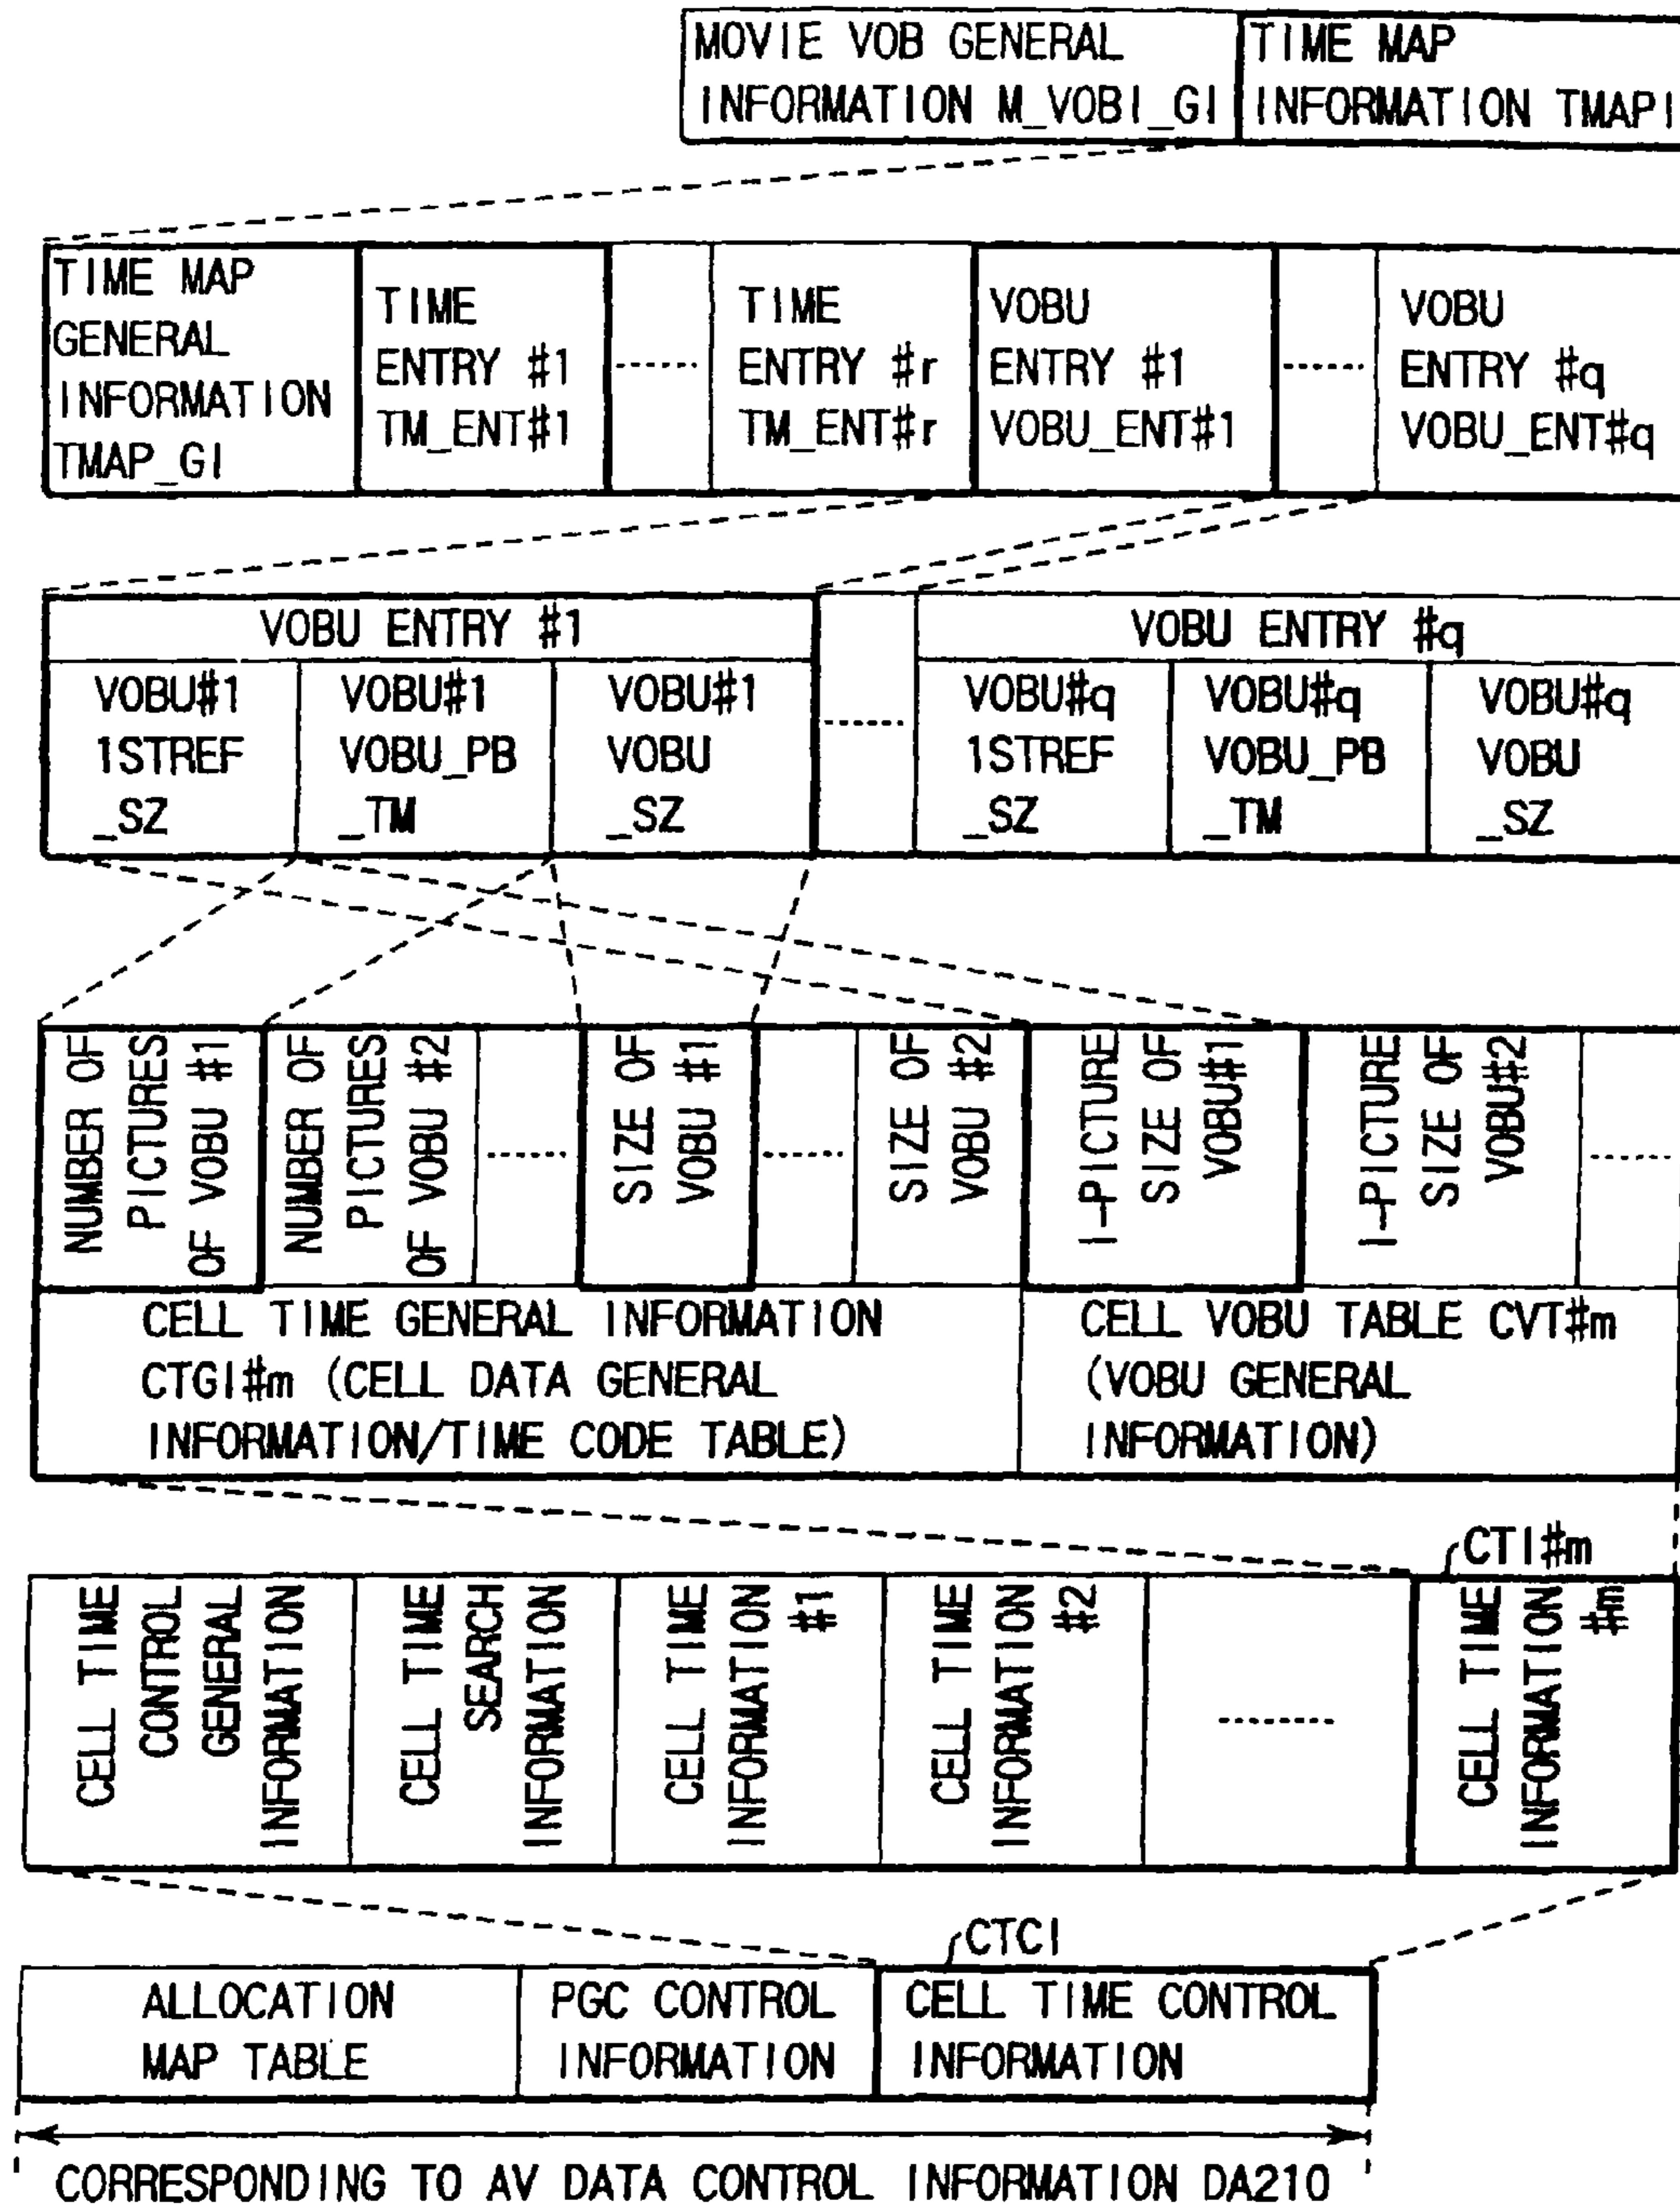 MOVIE VOB GENERAL
INFORMATION M_VOBI_GI
TIME MAP
INFORMATION TMAPI
TIME MAP
GENERAL
INFORMATION
TMAP_GI
TIME
ENTRY #1
TM_ENT#1
TIME
ENTRY #r
TM_ENT#r
VOBU
ENTRY #1
VOBU_ENT#1
VOBU
ENTRY #q
VOBU_ENT#q
VOBU ENTRY #1
VOBU#1
1STREF
_SZ
VOBU#1
VOBU_PB
_TM
VOBU#1
VOBU
_SZ
VOBU ENTRY #q
VOBU#q
1STREF
_SZ
VOBU#q
VOBU_PB
_TM
VOBU#q
VOBU
_SZ
NUMBER OF
PICTURES
OF VOBU #1
NUMBER OF
PICTURES
OF VOBU #2
SIZE OF
VOBU #1
SIZE OF
VOBU #2
I-PICTURE
SIZE OF
VOBU#1
I-PICTURE
SIZE OF
VOBU#2
CELL TIME GENERAL INFORMATION
CTGI#m (CELL DATA GENERAL
INFORMATION/TIME CODE TABLE)
CELL VOBU TABLE CVT#m
(VOBU GENERAL
INFORMATION)
CTI#m
CELL TIME
CONTROL
GENERAL
INFORMATION
CELL TIME
SEARCH
INFORMATION
CELL TIME
INFORMATION
#1
CELL TIME
INFORMATION
#2
CELL TIME
INFORMATION
#m
CTCI
ALLOCATION
MAP TABLE
PGC CONTROL
INFORMATION
CELL TIME CONTROL
INFORMATION
CORRESPONDING TO AV DATA CONTROL INFORMATION DA210